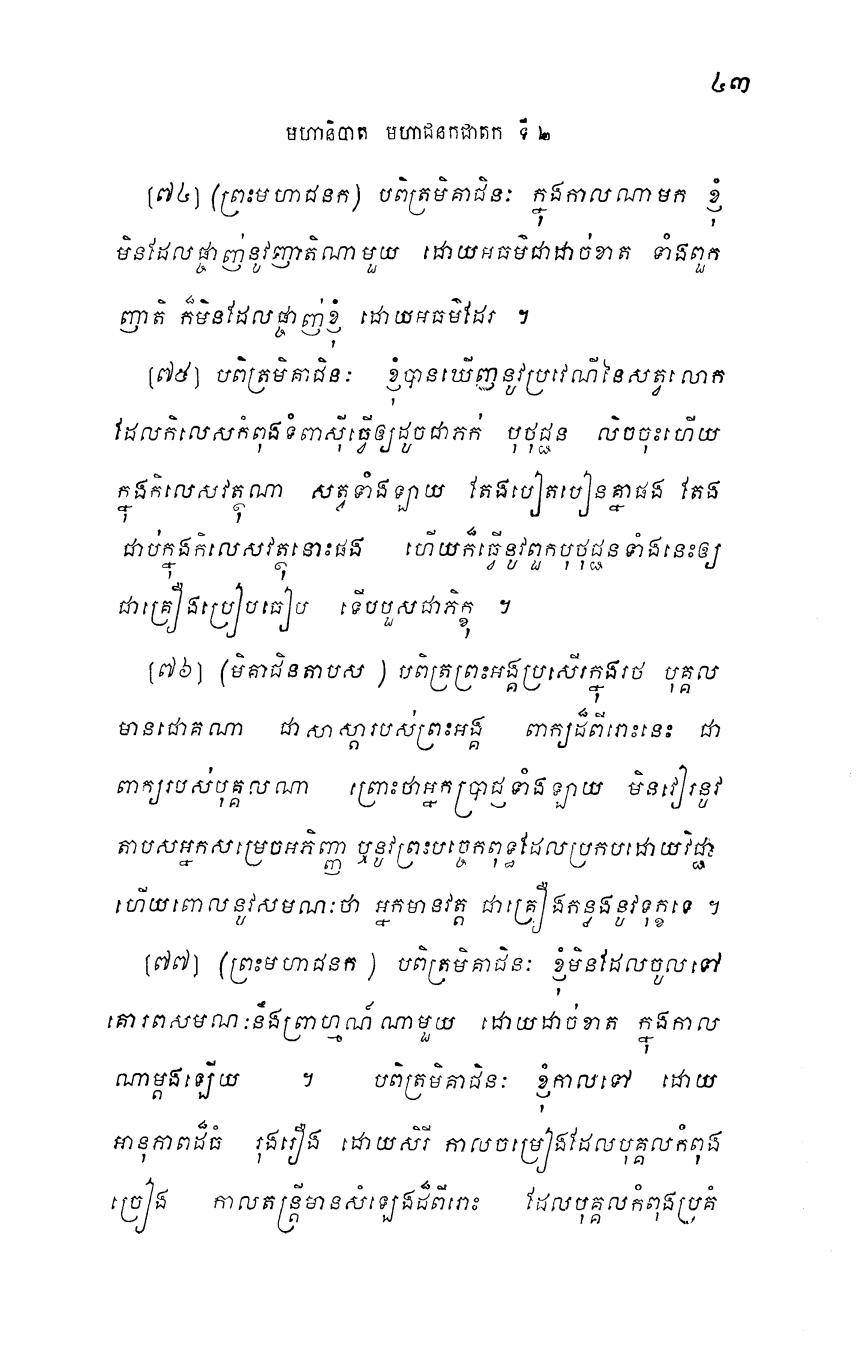 ៤៣
មហានិបាត មហាជនកជាតក ទី ២
[៧៤] (ព្រះមហាជនក) បពិត្រមិគាជិនៈ ក្នុងកាលណាមក ខ្ញុំ
មិនដែលផ្ចាញ់នូវញាតិណាមួយ ដោយអធម៌ជាដាច់ខាត ទាំងពួក
ញាតិ ក៏មិនដែលផ្ចាញ់ខ្ញុំ ដោយអធម៌ដែរ ។
[៧៥] បពិត្រមិគាជិនៈ ខ្ញុំបានឃើញនូវប្រវេណីនៃសត្វលោក
ដែលកិលេសកំពុងទំពាស៊ីធ្វើឲ្យដូចជាភក់ បុថុជ្ជន លិចចុះហើយ
ក្នុងកិលេសវត្ថុណា សត្វទាំងឡាយ តែងបៀតបៀនគ្នាផង តែង
ជាប់ក្នុងកិលេសវត្ថុនោះផង ហើយក៏ធ្វើនូវពួកបុថុជ្ជនទាំងនេះឲ្យ
ជាគ្រឿងប្រៀបធៀប ទើបបួសជាភិក្ខុ ។
[៧៦] (មិគាជិនតាបស) បពិត្រព្រះអង្គប្រសើរក្នុងរថ បុគ្គល
មានជោគណា ជាសាស្តារបស់ព្រះអង្គ ពាក្យដ៏ពីរោះនេះ ជា
ពាក្យរបស់បុគ្គលណា ព្រោះថាអ្នកប្រាជ្ញទាំងឡាយ មិនវៀរនូវ
តាបសអ្នកសម្រេចអភិញ្ញា ឬនូវព្រះបច្ចេកពុទ្ធដែលប្រកបដោយវិជ្ជា
ហើយពោលនូវសមណៈថា អ្នកមានវត្ត ជាគ្រឿងកន្លងនូវទុក្ខទេ ។
[៧៧] (ព្រះមហាជនក) បពិត្រមិគាជិនៈ ខ្ញុំមិនដែលចូលទៅ
គោរពសមណៈនឹងព្រាហ្មណ៍ណាមួយ ដោយដាច់ខាត ក្នុងកាល
ណាម្តងឡើយ ។ បពិត្រមិគាជិនៈ ខ្ញុំកាលទៅ ដោយ
អានុភាពដ៏ធំ រុងរឿង ដោយសិរី កាលចម្រៀងដែលបុគ្គលកំពុង
ច្រៀង កាលតន្ត្រីមានសំឡេងដ៏ពីរោះ ដែលបុគ្គលកំពុងប្រគំ